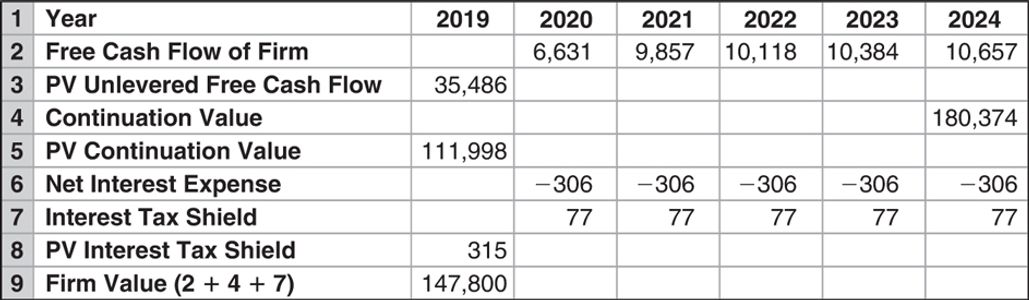 1 Year 2019 2020 2021 2022 2023 2024
2 Free Cash Flow of Firm 6,631 9,857 10,118 10,384 10,657
3 PV Unlevered Free Cash Flow 35,486
4 Continuation Value 180,374
5 PV Continuation Value 111,998
6 Net Interest Expense −306 −306 −306 −306 −306
7 Interest Tax Shield 77 77 77 77 77
8 PV Interest Tax Shield 315
9 Firm Value (2 + 4 + 7) 147,800